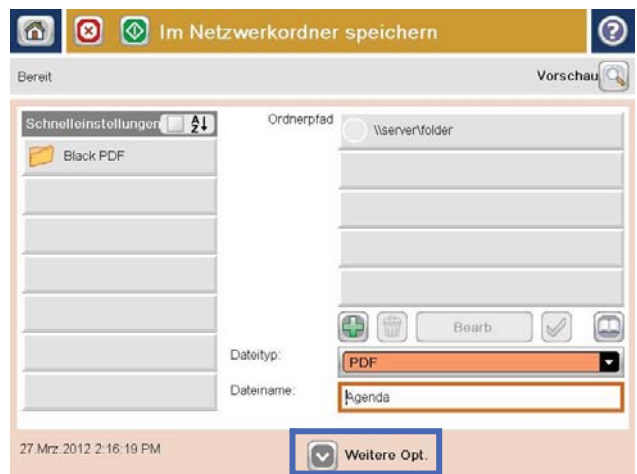 Im Netzwerkordner speichern
Bereit
Vorschau
Schnelleinstellungen
Ordnerpfad
\\server\folder
Black PDF
Bearb.
Dateityp:
PDF
Dateiname:
Agenda
27.Mrz.2012 2:16:19 PM
Weitere Opt.